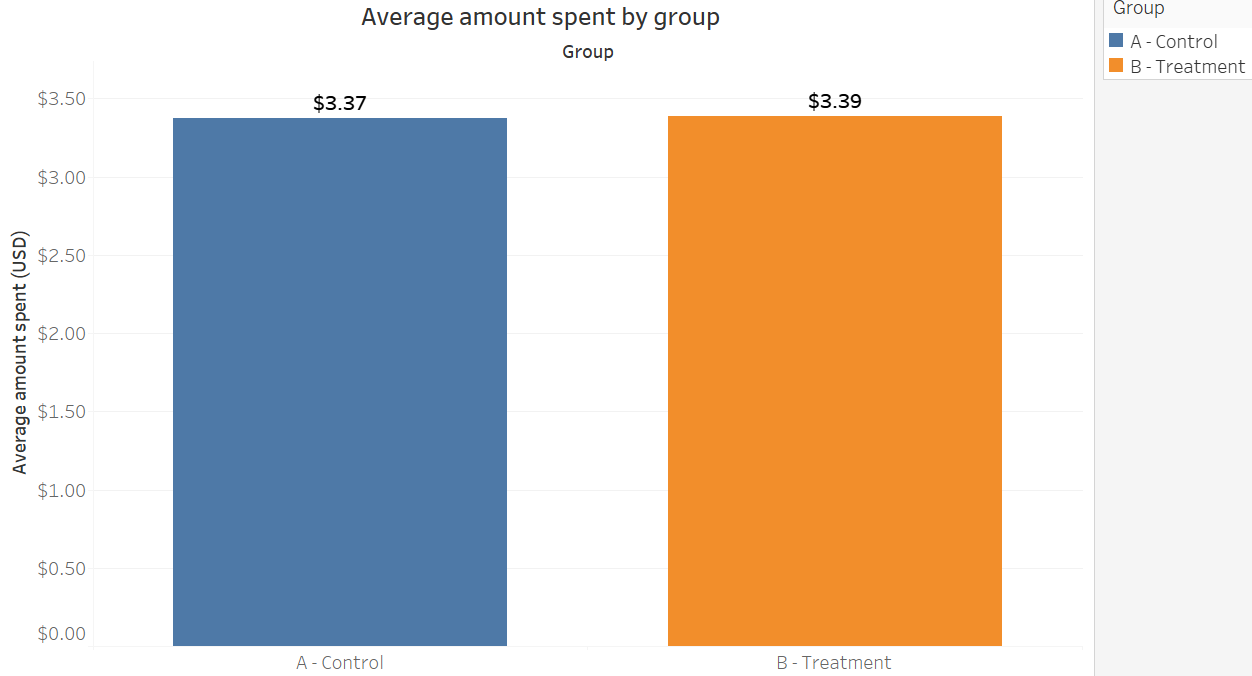 Average amount spent by group
Group
Average amount spent (USD)
$3.50
$3.00
$2.50
$2.00
$1.50
$1.00
$0.50
$0.00
$3.37
$3.39
A - Control
B - Treatment
Group
A - Control
B - Treatment